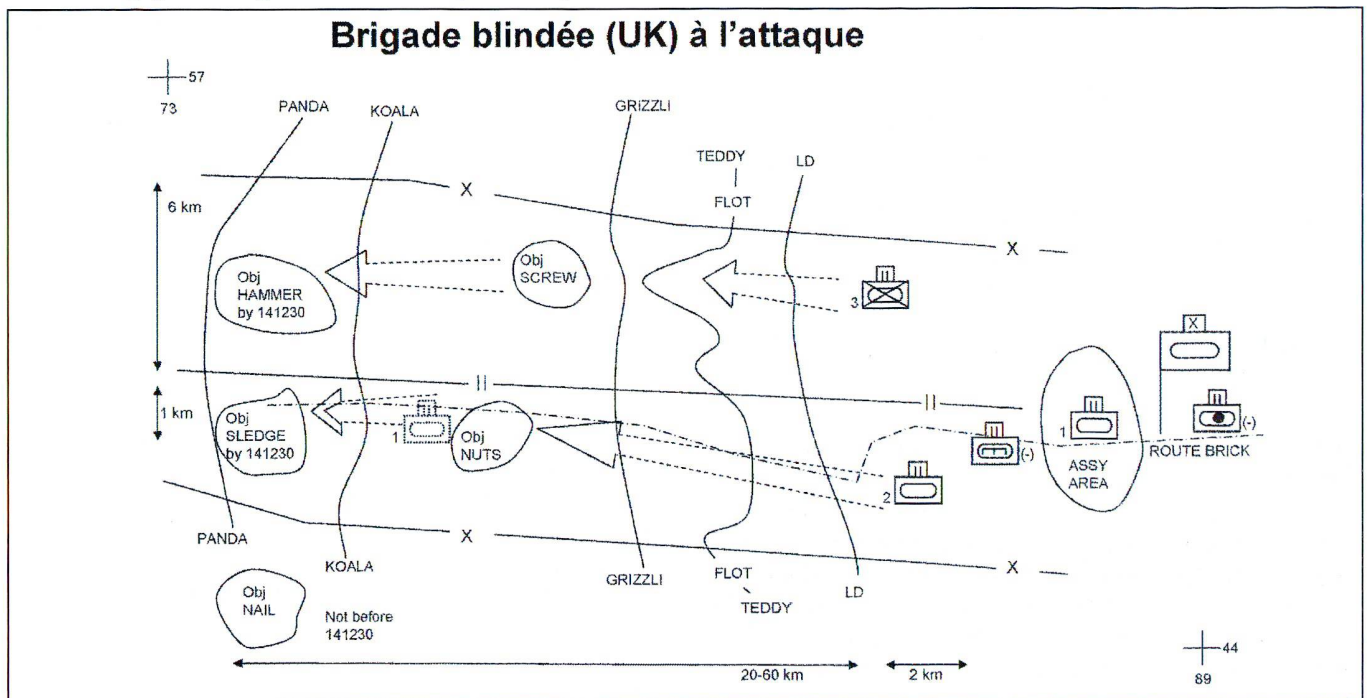 Brigade blindée (UK) à l'attaque
57
73
PANDA
KOALA
GRIZZLI
TEDDY
LD
FLOT
X
6 km
X
Obj
HAMMER
by 141230
Obj
SCREW
3
X
II
1 km
II
Obj
SLEDGE
by 141230
1
Obj
NUTS
2
(-)
1
ASSY
AREA
ROUTE BRICK
(-)
PANDA
X
KOALA
GRIZZLI
FLOT
TEDDY
LD
X
Obj
NAIL
Not before
141230
20-60 km
2 km
44
89